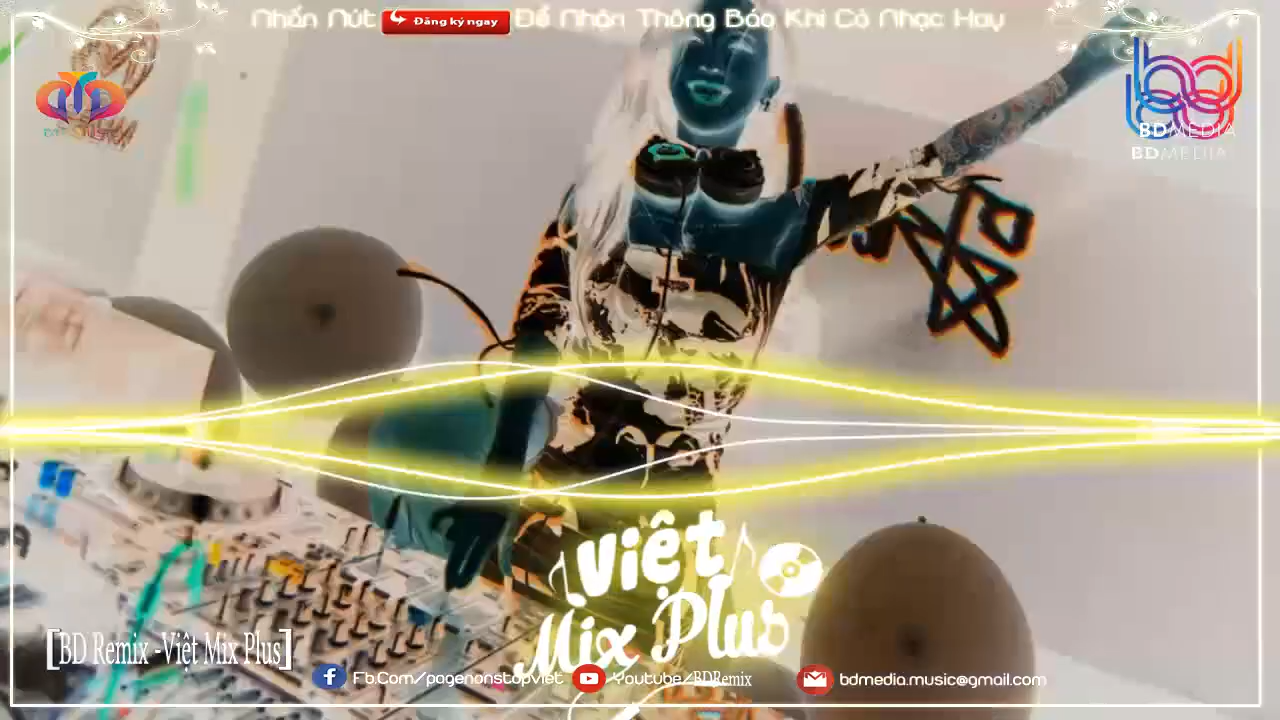 Nhấn Nút Đăng ký ngay Để Nhận Thông Báo Khi Có Nhạc Hay
BDMEDIA
BDMEDIA
Việt
Mix Plus
[BD Remix -Việt Mix Plus]
Fb.Com/pagenonstopviet
Youtube/BDRemix
bdmedia.music@gmail.com